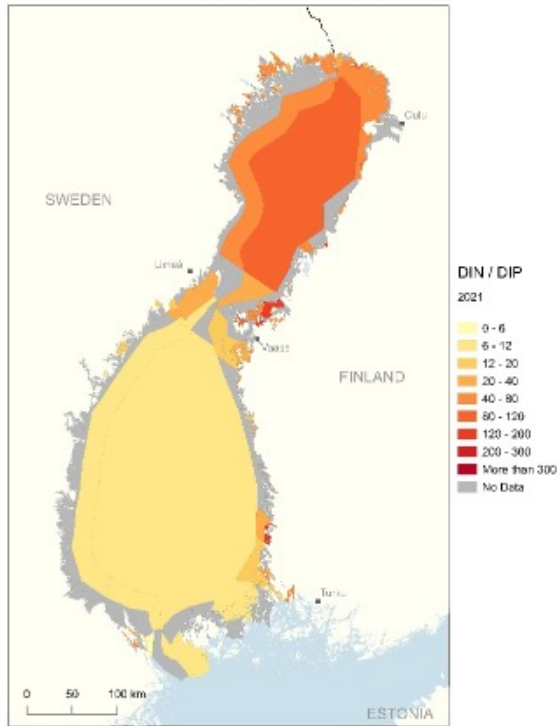 Oulu
SWEDEN
Umeå
DIN / DIP
2021
0 - 6
6 - 12
12 - 20
20 - 40
40 - 80
80 - 120
120 - 200
200 - 300
More than 300
No Data
Vaasa
FINLAND
Turku
0 50 100 km
ESTONIA